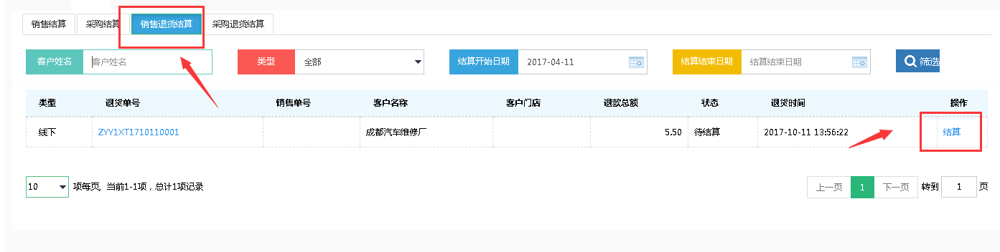 销售结算 采购结算 销售退货结算 采购退货结算
客户姓名 客户姓名 类型 全部 结算开始日期 2017-04-11 结算结束日期 结算结束日期 筛选
类型 退货单号 销售单号 客户名称 客户门店 退款总额 状态 退货时间 操作
线下 ZYY1XT1710110001 成都汽车维修厂 5.50 待结算 2017-10-11 13:56:22 结算
10 项每页, 当前1-1项，总计1项记录 上一页 1 下一页 转到 1 页